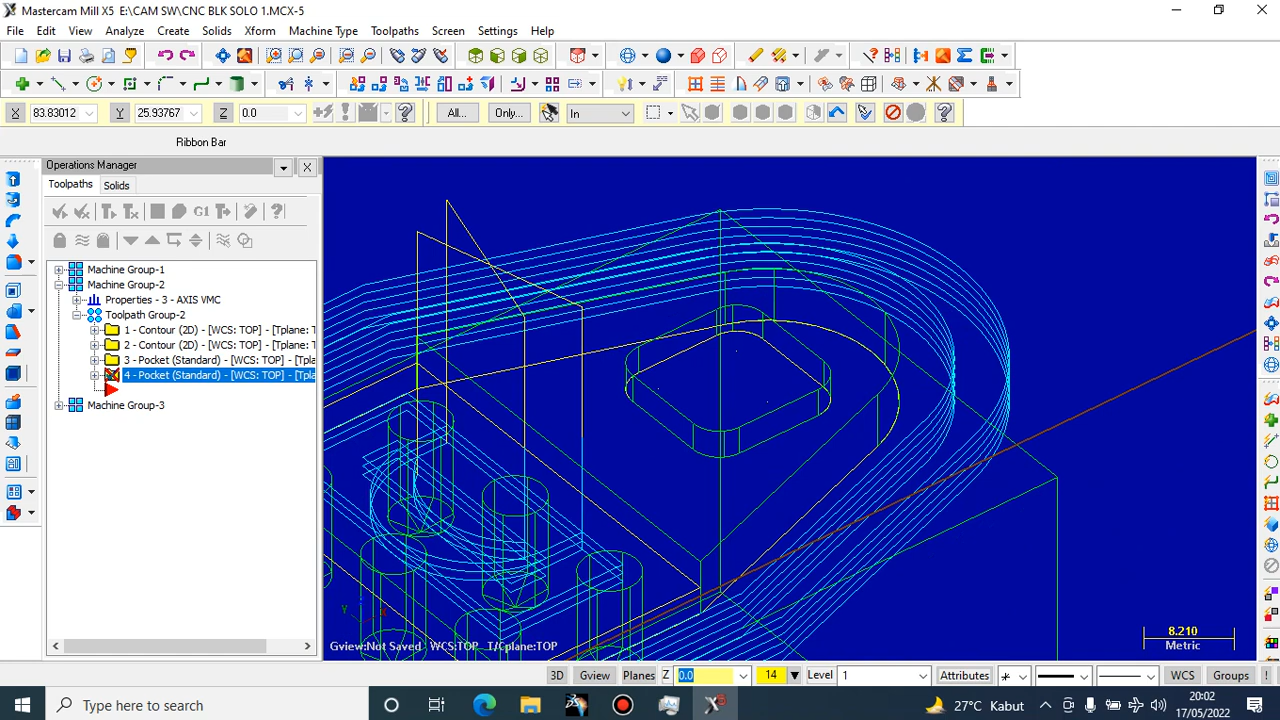 Mastercam Mill X5 E:\CAM SW\CNC BLK SOLO 1.MCX-5
File Edit View Analyze Create Solids Xform Machine Type Toolpaths Screen Settings Help
X 83.83012 Y 25.93767 Z 0.0 All... Only... In
Ribbon Bar
Operations Manager
Toolpaths Solids
G1
Machine Group-1
Machine Group-2
Properties - 3 - AXIS VMC
Toolpath Group-2
1 - Contour (2D) - [WCS: TOP] - [Tplane: T
2 - Contour (2D) - [WCS: TOP] - [Tplane: T
3 - Pocket (Standard) - [WCS: TOP] - [Tpla
4 - Pocket (Standard) - [WCS: TOP] - [Tpla
Machine Group-3
Y X
Gview:Not Saved WCS:TOP T/Cplane:TOP
8.210
Metric
3D Gview Planes Z 0.0 14 Level 1 Attributes WCS Groups !
Type here to search
27°C Kabut
20:02
17/05/2022